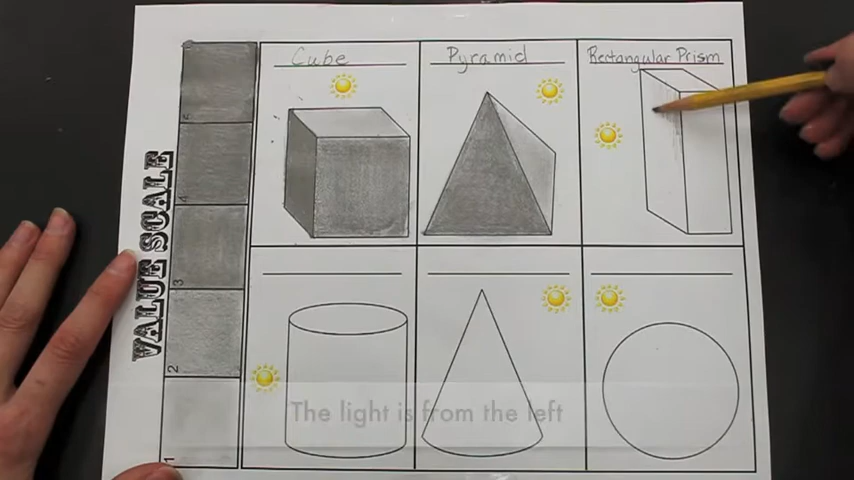 Cube
Pyramid
Rectangular Prism
VALUE SCALE
5
4
3
2
1
The light is from the left